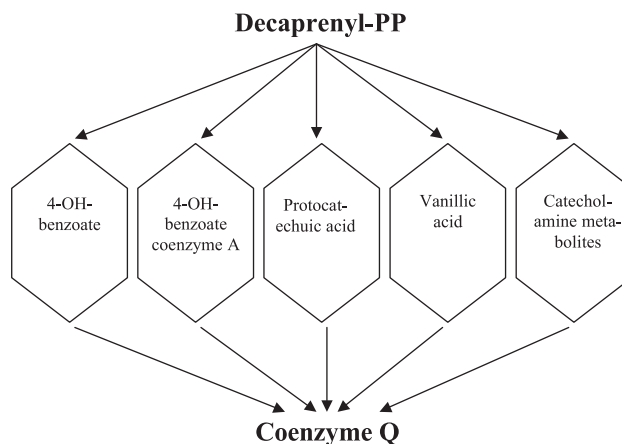 Decaprenyl-PP
4-OH-
benzoate
4-OH-
benzoate
coenzyme A
Protocat-
echuic acid
Vanillic
acid
Catechol-
amine meta-
bolites
Coenzyme Q